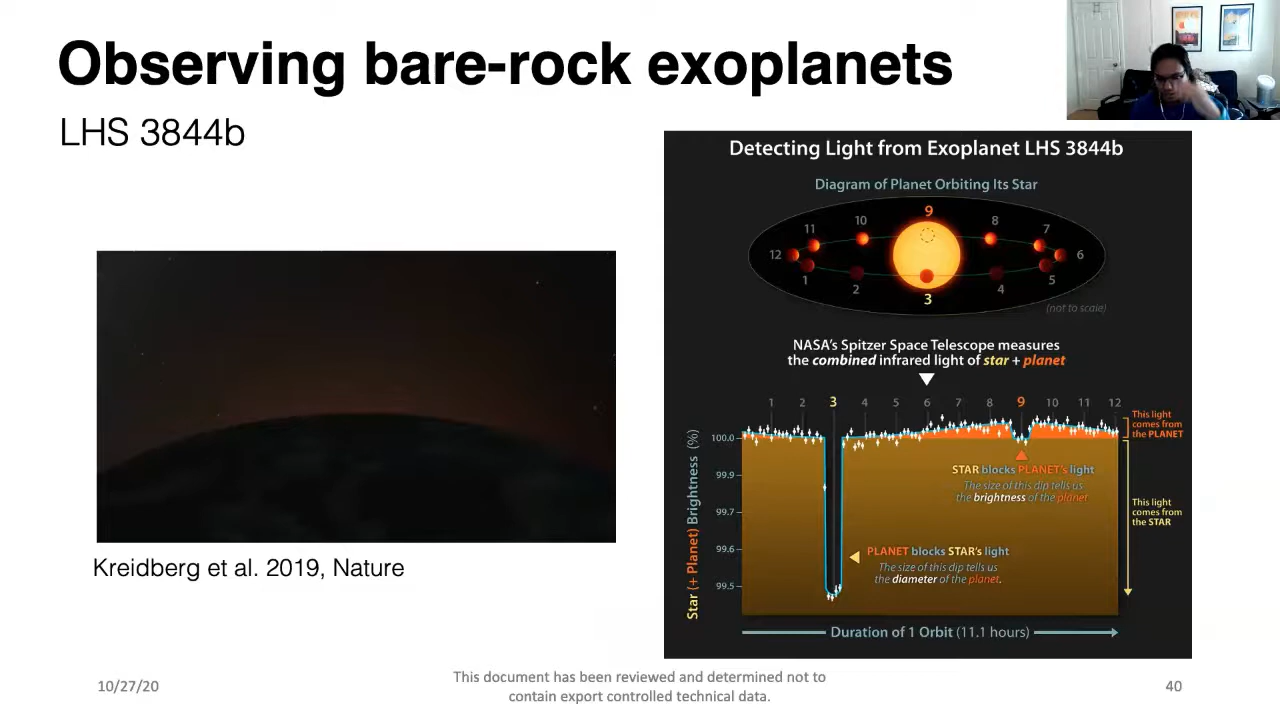 Observing bare-rock exoplanets
LHS 3844b
Kreidberg et al. 2019, Nature
Detecting Light from Exoplanet LHS 3844b
Diagram of Planet Orbiting Its Star
9
10
8
11
7
12
6
1
5
2
4
3
(not to scale)
NASA's Spitzer Space Telescope measures
the combined infrared light of star + planet
1 2 3 4 5 6 7 8 9 10 11 12
Star (+ Planet) Brightness (%)
100.0
99.9
99.7
99.6
99.5
This light
comes from
the PLANET
STAR blocks PLANET's light
The size of this dip tells us
the brightness of the planet
This light
comes from
the STAR
PLANET blocks STAR's light
The size of this dip tells us
the diameter of the planet.
Duration of 1 Orbit (11.1 hours)
10/27/20
This document has been reviewed and determined not to
contain export controlled technical data.
40